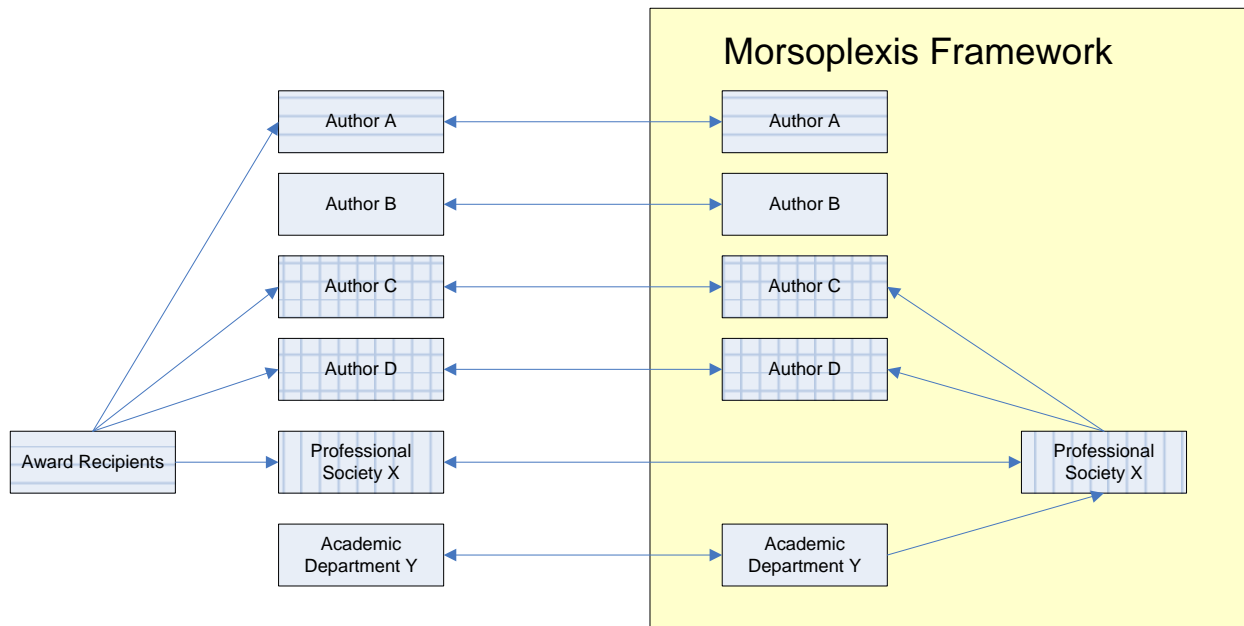 Morsoplexis Framework
Author A
Author A
Author B
Author B
Author C
Author C
Author D
Author D
Award Recipients
Professional
Society X
Professional
Society X
Academic
Department Y
Academic
Department Y